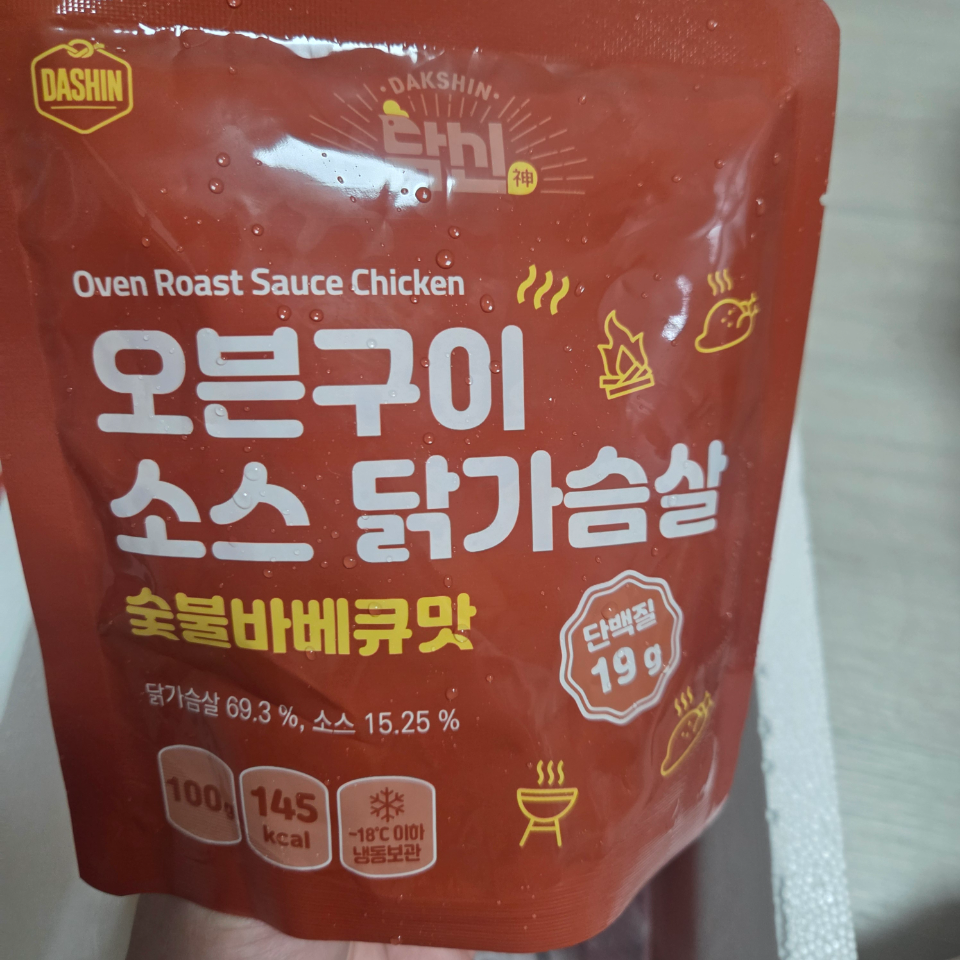 DASHIN
DAKSHIN
닭신
神
Oven Roast Sauce Chicken
오븐구이
소스 닭가슴살
숯불바베큐맛
단백질
19 g
닭가슴살 69.3 %, 소스 15.25 %
100g
145
kcal
-18℃ 이하
냉동보관